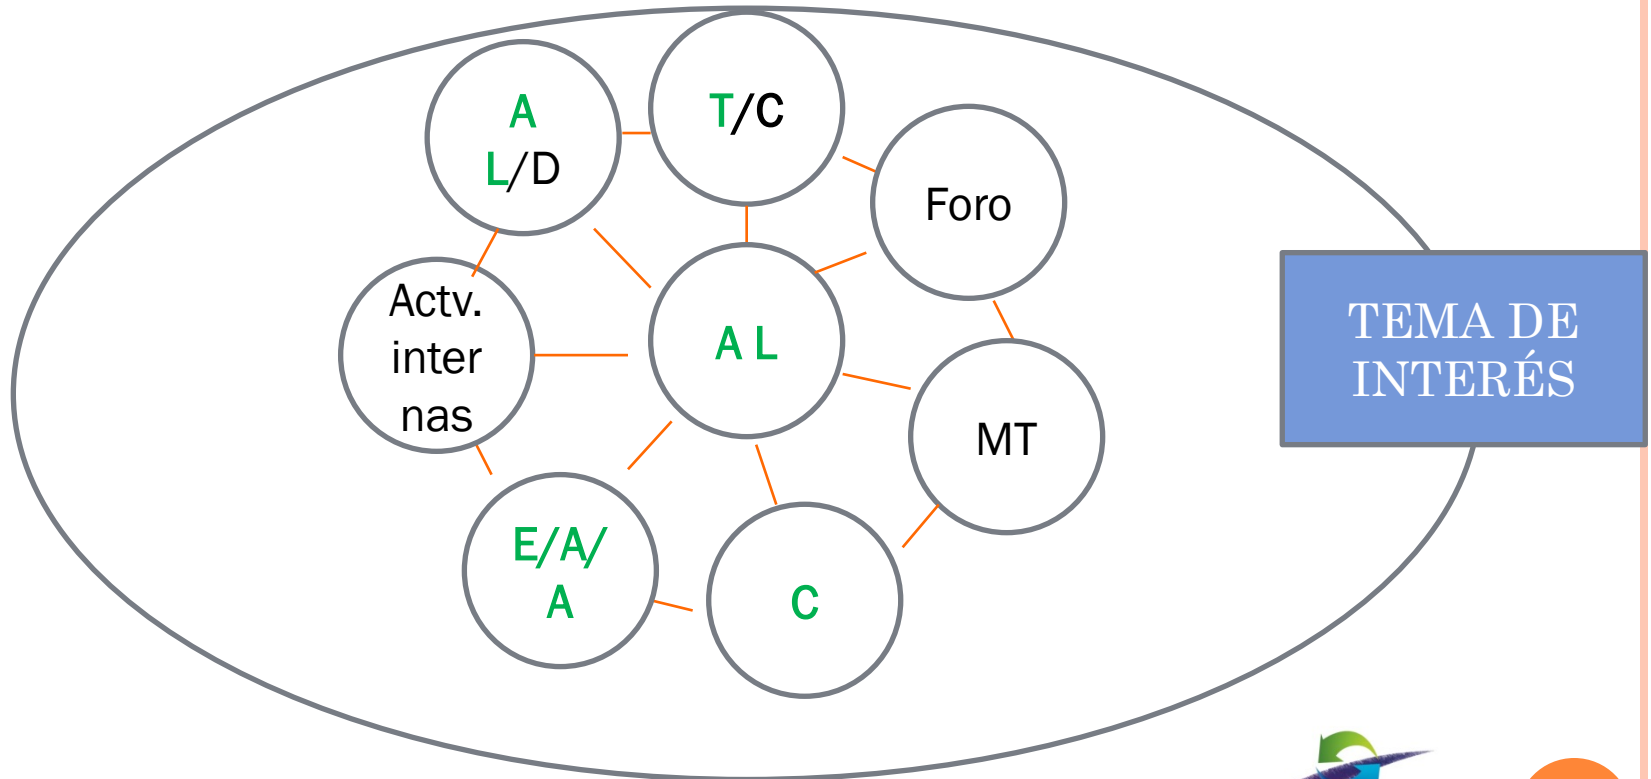 A
L/D
T/C
Foro
Actv.
inter
nas
A L
MT
E/A/
A
C
TEMA DE
INTERÉS